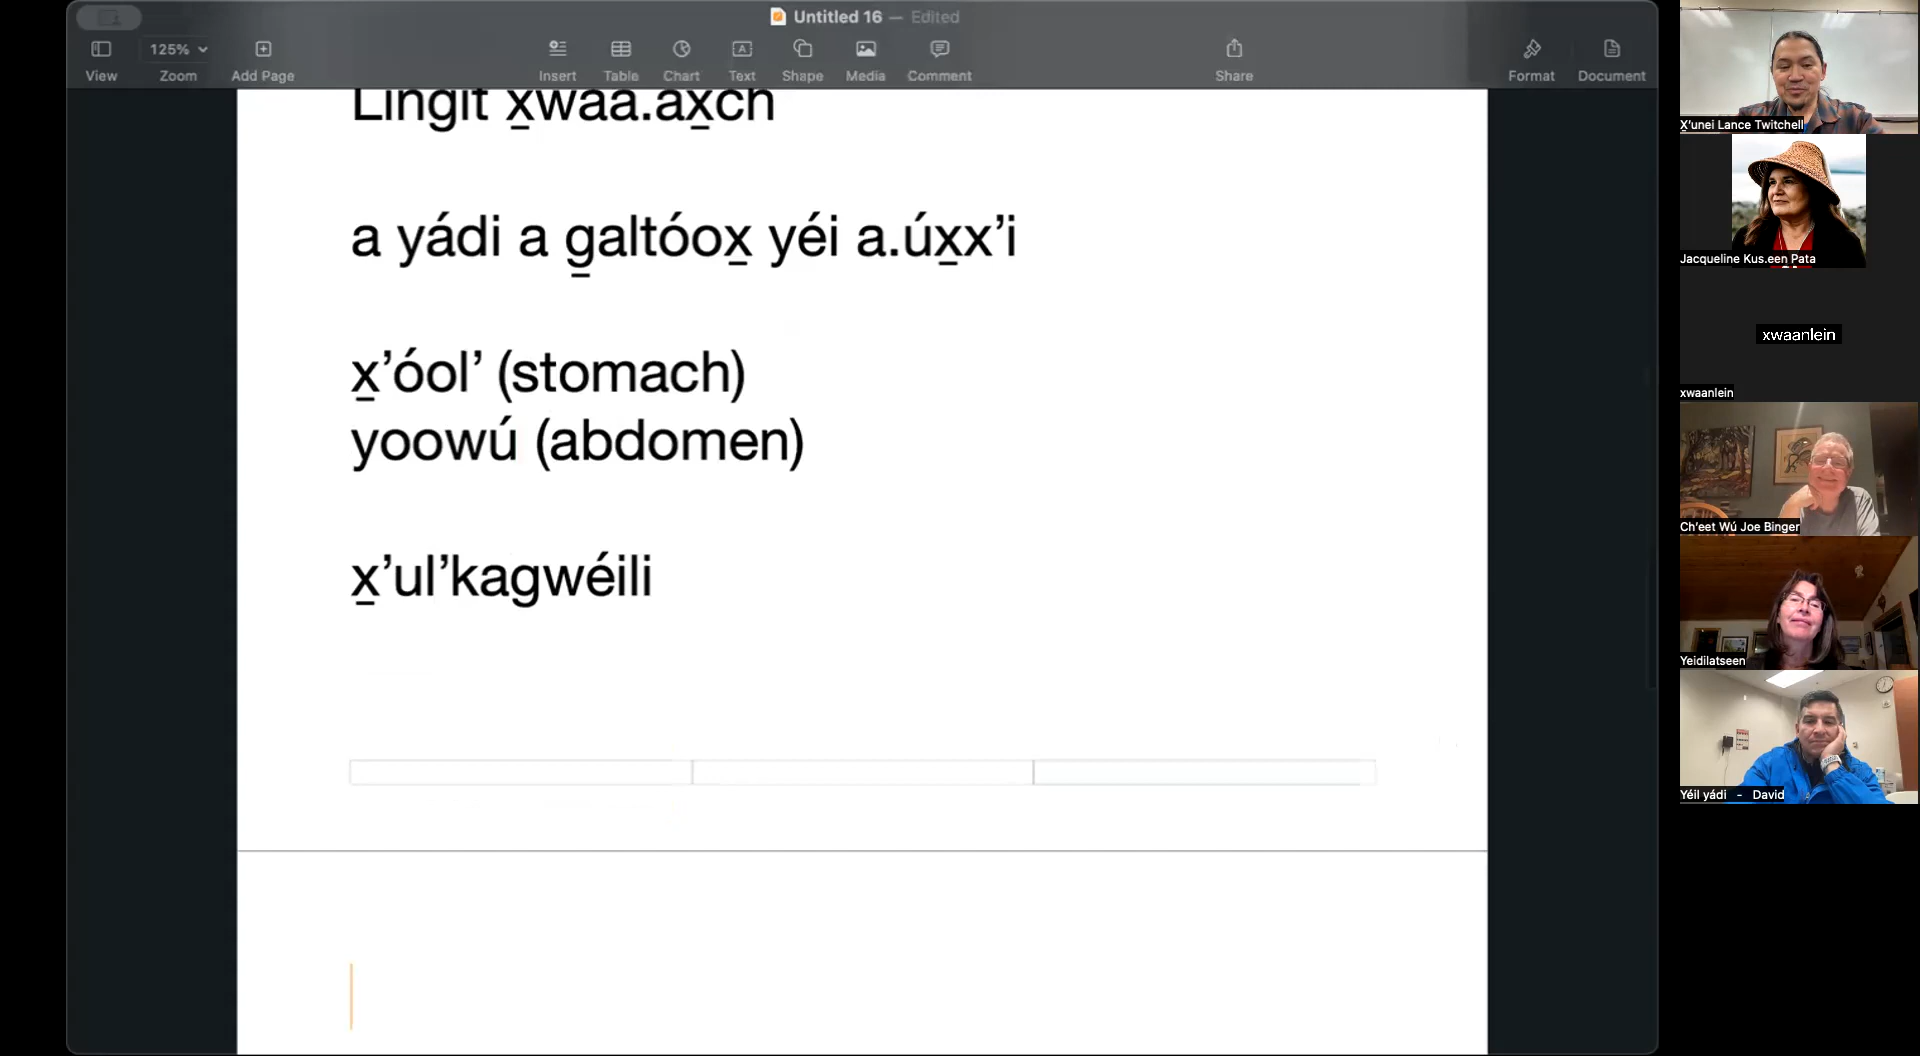 Untitled 16 — Edited
View
125%
Zoom
Add Page
Insert
Table
Chart
Text
Shape
Media
Comment
Share
Format
Document
Lingít x̲waa.áx̲ch
a yádi a g̲altóox̲ yéi a.úx̲x’i
x̲’óol’ (stomach)
yoowú (abdomen)
x̲’ul’kagwéili
X̲’unei Lance Twitchell
Jacqueline Kus.een Pata
xwaanlein
xwaanlein
Ch’eet Wú Joe Binger
Yeidilatseen
Yéil yádi - David